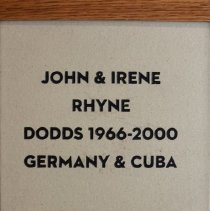 JOHN & IRENE
RHYNE
DODDS 1966-2000
GERMANY & CUBA